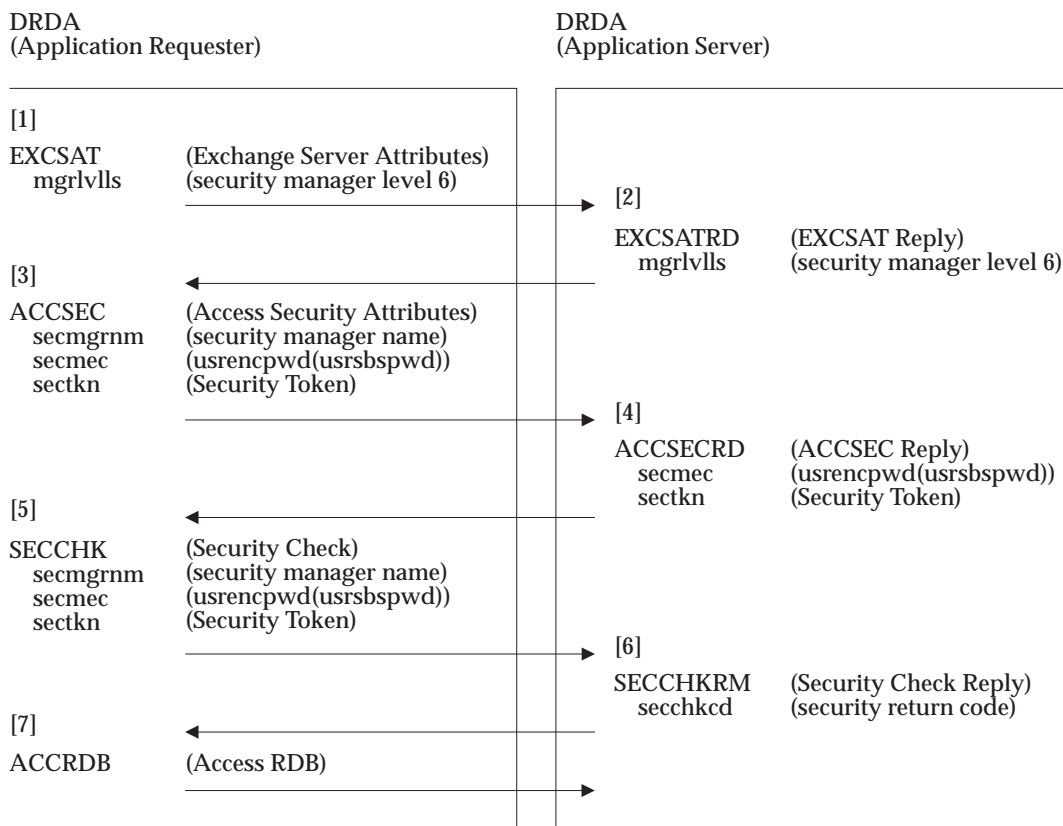 DRDA
(Application Requester)
DRDA
(Application Server)
[1]
EXCSAT (Exchange Server Attributes)
mgrlvlls (security manager level 6)
[2]
EXCSATRD (EXCSAT Reply)
mgrlvlls (security manager level 6)
[3]
ACCSEC (Access Security Attributes)
secmgrnm (security manager name)
secmec (usrencpwd(usrsbspwd))
sectkn (Security Token)
[4]
ACCSECRD (ACCSEC Reply)
secmec (usrencpwd(usrsbspwd))
sectkn (Security Token)
[5]
SECCHK (Security Check)
secmgrnm (security manager name)
secmec (usrencpwd(usrsbspwd))
sectkn (Security Token)
[6]
SECCHKRM (Security Check Reply)
secchkcd (security return code)
[7]
ACCRDB (Access RDB)